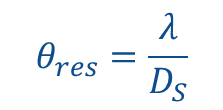 θ_res = λ / D_S